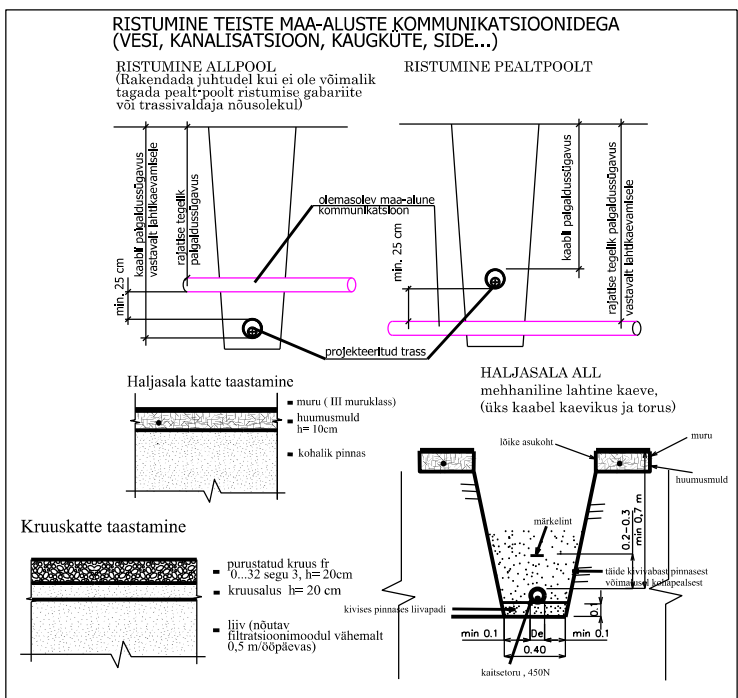 RISTUMINE TEISTE MAA-ALUSTE KOMMUNIKATSIOONIDEGA
(VESI, KANALISATSIOON, KAUGKÜTE, SIDE...)
RISTUMINE ALLPOOL
(Rakendada juhtudel kui ei ole võimalik
tagada pealt-poolt ristumise gabariite
või trassivaldaja nõusolekul)
RISTUMINE PEALTPOOLT
kaabli palgaldussügavus
vastavalt lahtikaevamisele
rajatise tegelik
palgaldussügavus
min. 25 cm
olemasolev maa-alune
kommunikatsioon
min. 25 cm
kaabli palgaldussügavus
rajatise tegelik palgaldussügavus
vastavalt lahtikaevamisele
projekteeritud trass
Haljasala katte taastamine
muru ( III muruklass)
huumusmuld
h= 10cm
kohalik pinnas
HALJASALA ALL
mehhaniline lahtine kaeve,
(üks kaabel kaevikus ja torus)
lõike asukoht
muru
huumusmuld
märkelint
0.2-0.3
min 0,7 m
täide kivivabast pinnasest
võimalusel kohapealsest
kivises pinnases liivapadi
0.1
min 0.1
De
min 0.1
0.40
kaitsetoru , 450N
Kruuskatte taastamine
purustatud kruus fr
0...32 segu 3, h= 20cm
kruusalus h= 20 cm
liiv (nõutav
filtratsioonimoodul vähemalt
0,5 m/ööpäevas)